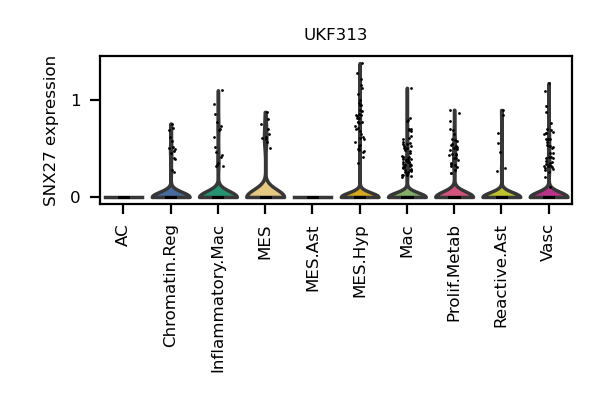 UKF313
SNX27 expression
1
0
AC
Chromatin.Reg
Inflammatory.Mac
MES
MES.Ast
MES.Hyp
Mac
Prolif.Metab
Reactive.Ast
Vasc